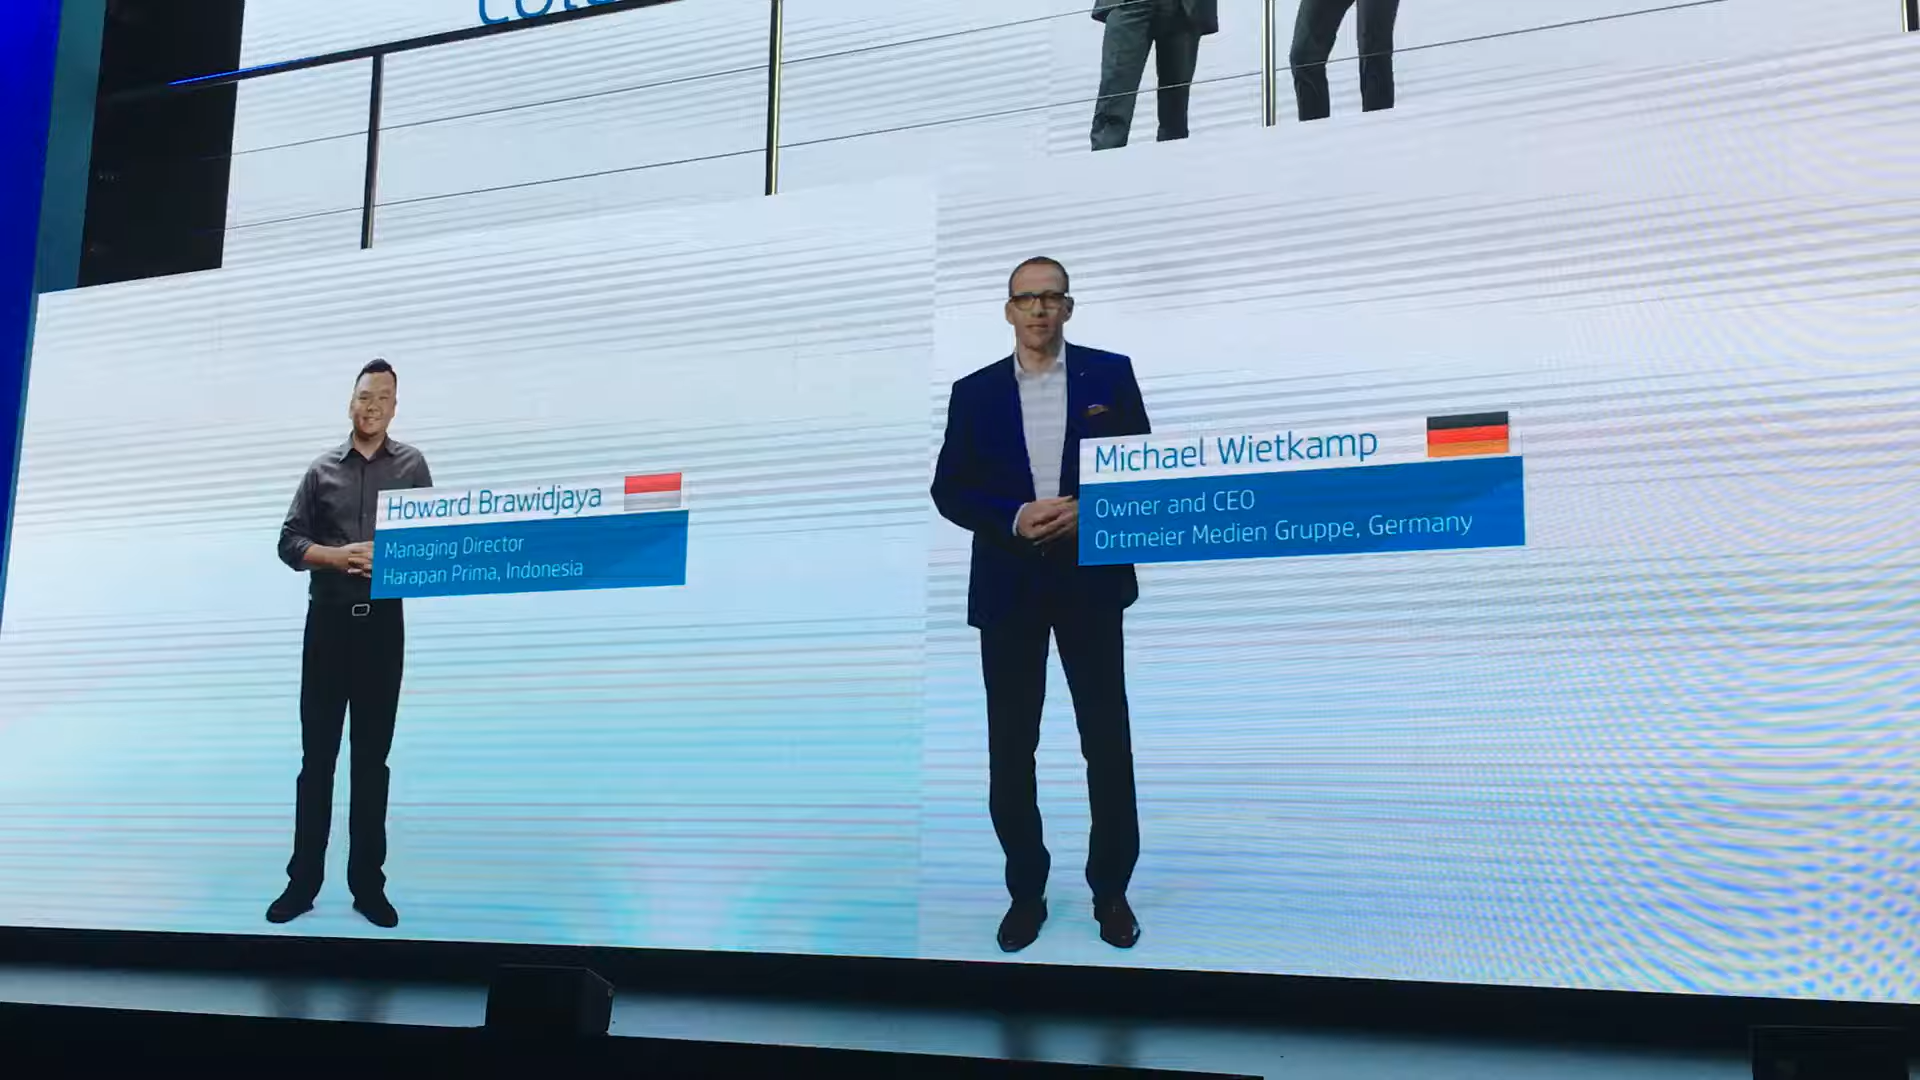 Howard Brawidjaya
Managing Director
Harapan Prima, Indonesia
Michael Wietkamp
Owner and CEO
Ortmeier Medien Gruppe, Germany